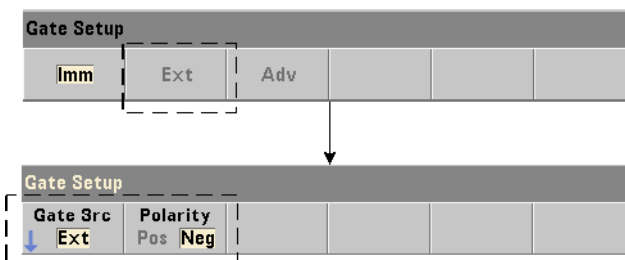 Gate Setup
Imm Ext Adv
Gate Setup
Gate Src Polarity
Ext Pos Neg